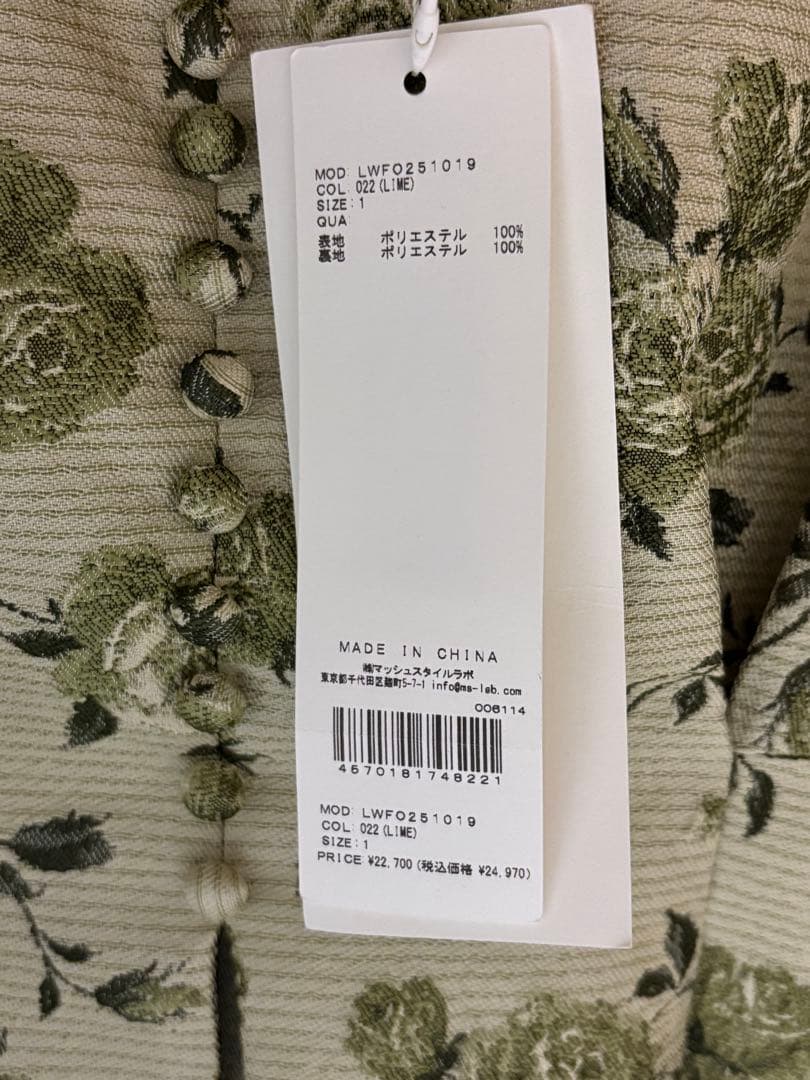 MOD: LWFO251019
COL: 022(LIME)
SIZE:1
QUA:
表地 ポリエステル 100%
裏地 ポリエステル 100%
MADE IN CHINA
㈱マッシュスタイルラボ
東京都千代田区麹町5-7-1 info@ms-lab.com
006114
4570181748221
MOD: LWFO251019
COL: 022(LIME)
SIZE:1
PRICE ¥22,700(税込価格 ¥24,970)